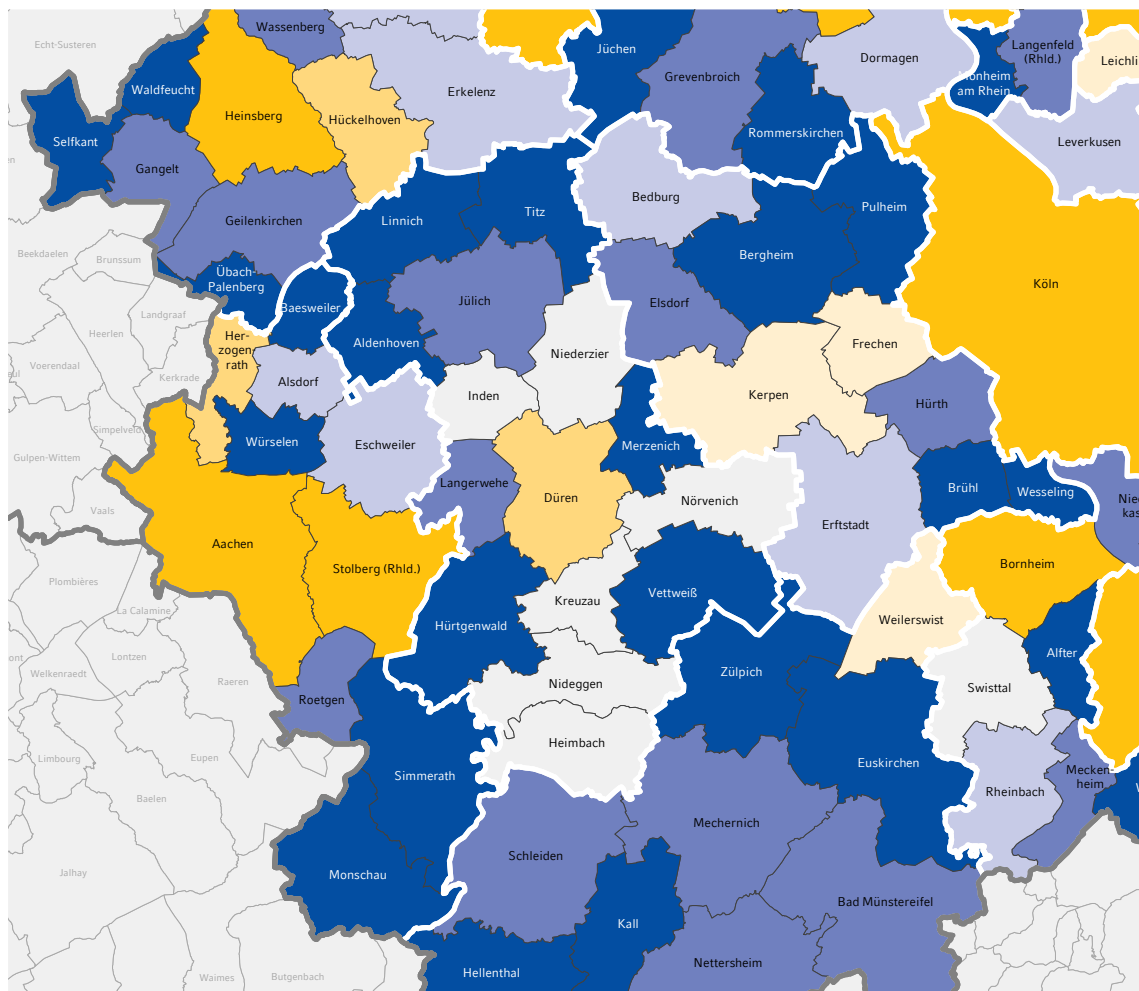 Echt-Susteren
Wassenberg
Jüchen
Grevenbroich
Dormagen
Langenfeld
(Rhld.)
Leichli
Monheim
am Rhein
Waldfeucht
Erkelenz
Heinsberg
Hückelhoven
Rommerskirchen
Leverkusen
Selfkant
Gangelt
Bedburg
Geilenkirchen
Linnich
Titz
Pulheim
Beekdaelen
Brunssum
Bergheim
Übach-
Palenberg
Köln
Jülich
Elsdorf
Baesweiler
Landgraaf
Heerlen
Her-
zogen-
rath
Aldenhoven
Niederzier
Frechen
Voerendaal
Kerkrade
Alsdorf
Inden
Kerpen
Hürth
Simpelveld
Würselen
Eschweiler
Merzenich
Gulpen-Wittem
Langerwehe
Düren
Nörvenich
Brühl
Wesseling
Nie
kas
Vaals
Erftstadt
Aachen
Stolberg (Rhld.)
Bornheim
Plombières
Vettweiß
Kreuzau
La Calamine
Hürtgenwald
Weilerswist
Lontzen
Alfter
Welkenraedt
Raeren
Zülpich
Nideggen
Swisttal
Roetgen
Heimbach
Limbourg
Eupen
Euskirchen
Simmerath
Mecken-
heim
Rheinbach
Baelen
Mechernich
Schleiden
Jalhay
Monschau
Bad Münstereifel
Kall
Nettersheim
Hellenthal
Waimes
Butgenbach